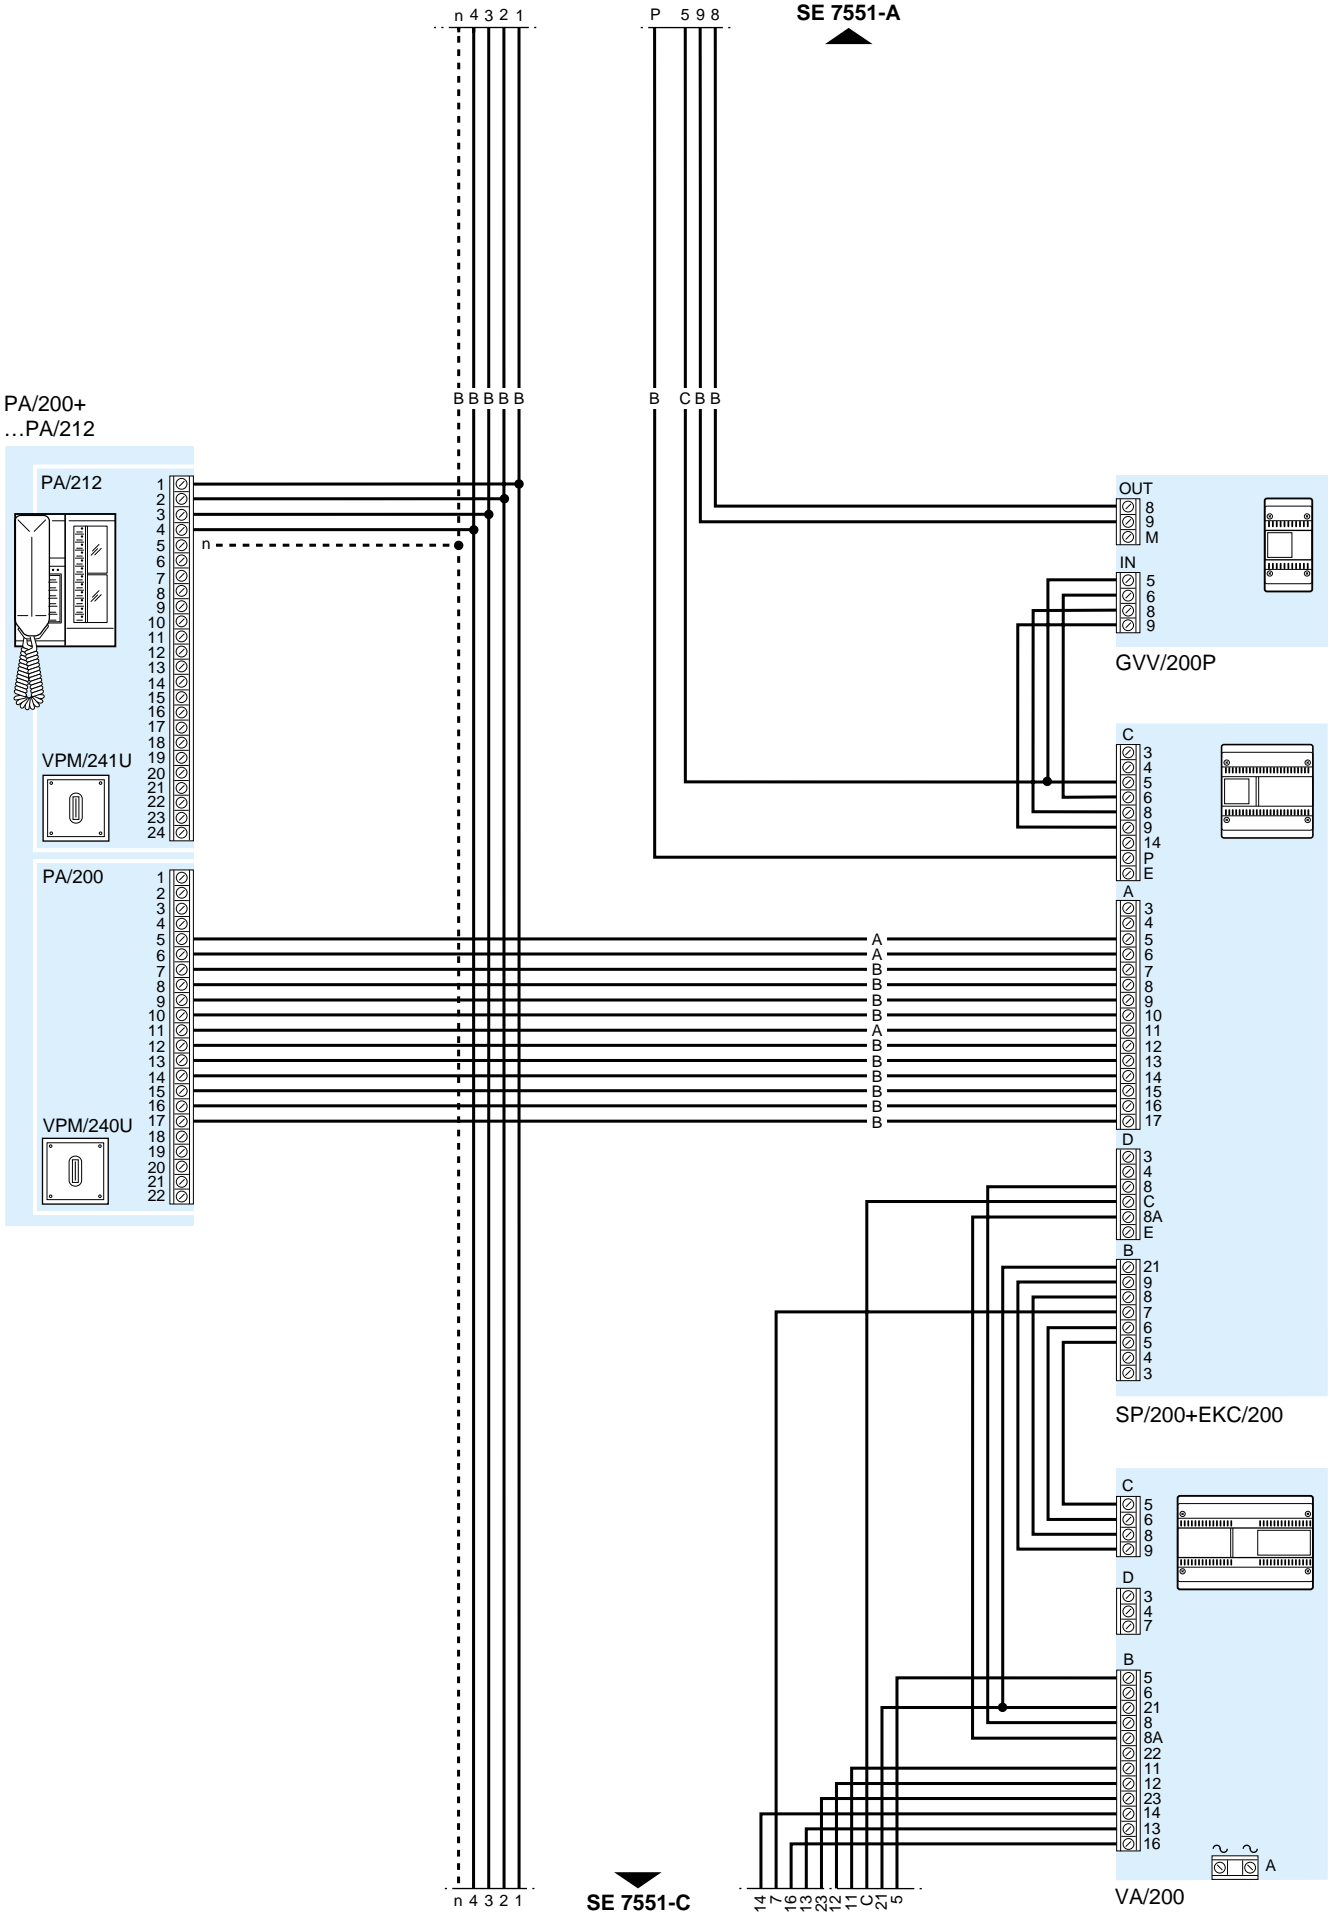 n 4 3 2 1
P 5 9 8
SE 7551-A
B B B B B
B C B B
PA/200+
...PA/212
PA/212
1
2
3
4
5
6
7
8
9
10
11
12
13
14
15
16
17
18
19
20
21
22
23
24
n
VPM/241U
PA/200
1
2
3
4
5
6
7
8
9
10
11
12
13
14
15
16
17
18
19
20
21
22
VPM/240U
A
A
B
B
B
B
A
B
B
B
B
B
B
OUT
8
9
M
IN
5
6
8
9
GVV/200P
C
3
4
5
6
8
9
14
P
E
A
3
4
5
6
7
8
9
10
11
12
13
14
15
16
17
D
3
4
8
C
8A
E
B
21
9
8
7
6
5
4
3
SP/200+EKC/200
C
5
6
8
9
D
3
4
7
B
5
6
21
8
8A
22
11
12
23
14
13
16
A
VA/200
n 4 3 2 1
SE 7551-C
14 7 16 13 23 12 11 C 21 5